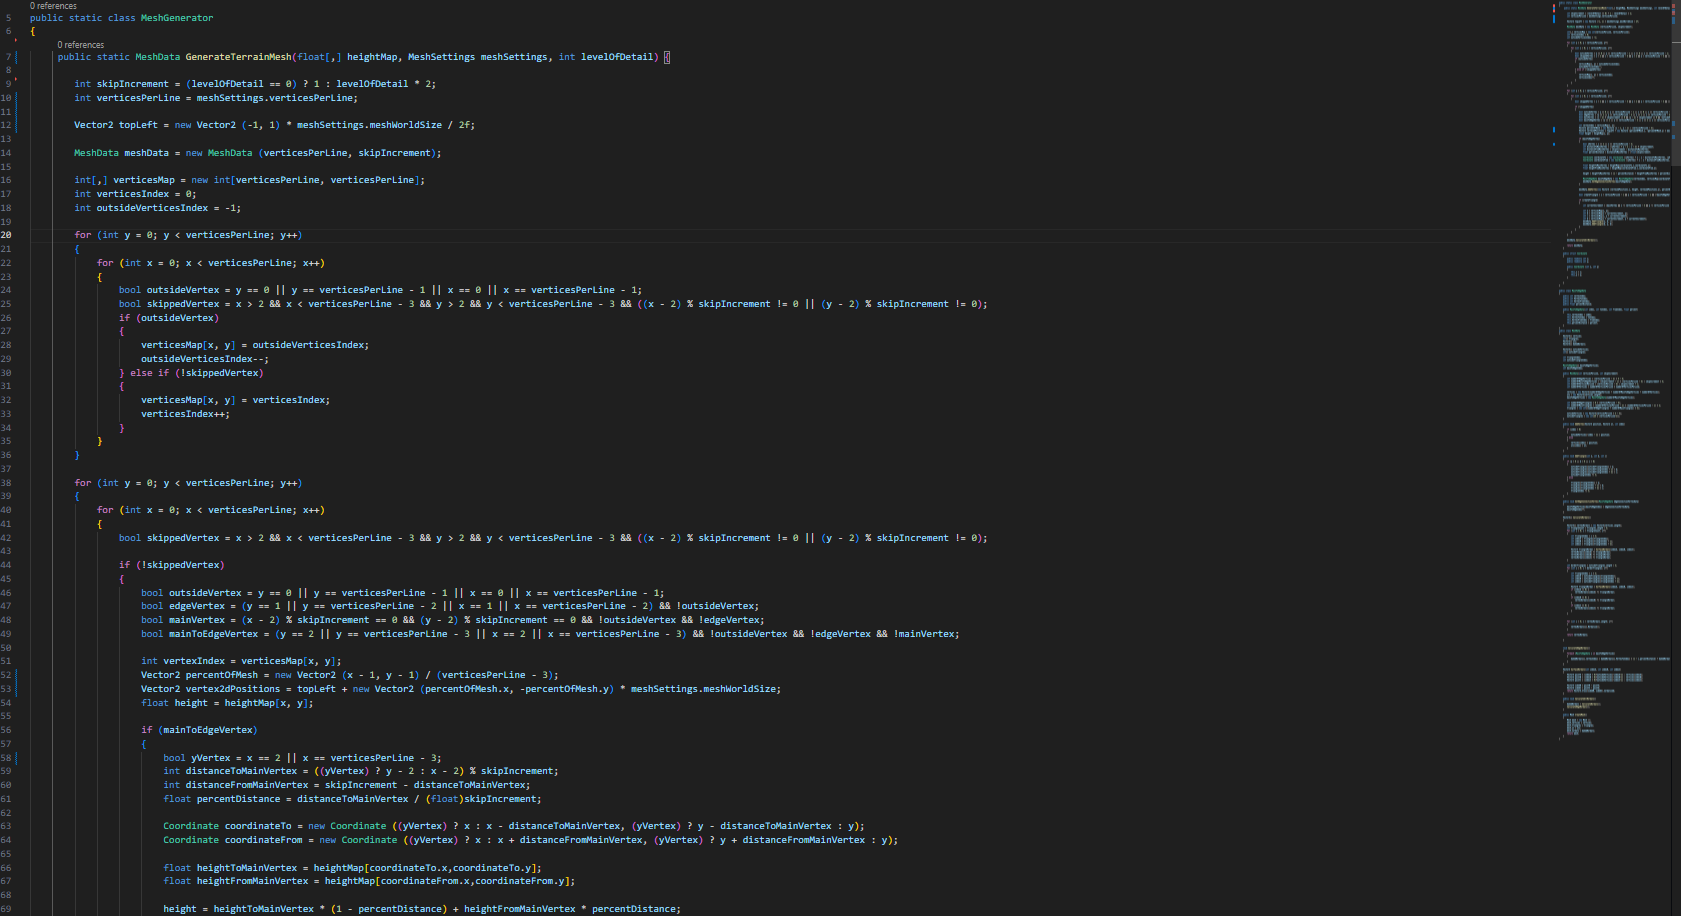 0 references
5 public static class MeshGenerator
6 {
0 references
7 public static MeshData GenerateTerrainMesh(float[,] heightMap, MeshSettings meshSettings, int levelOfDetail) {
8
9 int skipIncrement = (levelOfDetail == 0) ? 1 : levelOfDetail * 2;
10 int verticesPerLine = meshSettings.verticesPerLine;
11
12 Vector2 topLeft = new Vector2 (-1, 1) * meshSettings.meshWorldSize / 2f;
13
14 MeshData meshData = new MeshData (verticesPerLine, skipIncrement);
15
16 int[,] verticesMap = new int[verticesPerLine, verticesPerLine];
17 int verticesIndex = 0;
18 int outsideVerticesIndex = -1;
19
20 for (int y = 0; y < verticesPerLine; y++)
21 {
22 for (int x = 0; x < verticesPerLine; x++)
23 {
24 bool outsideVertex = y == 0 || y == verticesPerLine - 1 || x == 0 || x == verticesPerLine - 1;
25 bool skippedVertex = x > 2 && x < verticesPerLine - 3 && y > 2 && y < verticesPerLine - 3 && ((x - 2) % skipIncrement != 0 || (y - 2) % skipIncrement != 0);
26 if (outsideVertex)
27 {
28 verticesMap[x, y] = outsideVerticesIndex;
29 outsideVerticesIndex--;
30 } else if (!skippedVertex)
31 {
32 verticesMap[x, y] = verticesIndex;
33 verticesIndex++;
34 }
35 }
36 }
37
38 for (int y = 0; y < verticesPerLine; y++)
39 {
40 for (int x = 0; x < verticesPerLine; x++)
41 {
42 bool skippedVertex = x > 2 && x < verticesPerLine - 3 && y > 2 && y < verticesPerLine - 3 && ((x - 2) % skipIncrement != 0 || (y - 2) % skipIncrement != 0);
43
44 if (!skippedVertex)
45 {
46 bool outsideVertex = y == 0 || y == verticesPerLine - 1 || x == 0 || x == verticesPerLine - 1;
47 bool edgeVertex = (y == 1 || y == verticesPerLine - 2 || x == 1 || x == verticesPerLine - 2) && !outsideVertex;
48 bool mainVertex = (x - 2) % skipIncrement == 0 && (y - 2) % skipIncrement == 0 && !outsideVertex && !edgeVertex;
49 bool mainToEdgeVertex = (y == 2 || y == verticesPerLine - 3 || x == 2 || x == verticesPerLine - 3) && !outsideVertex && !edgeVertex && !mainVertex;
50
51 int vertexIndex = verticesMap[x, y];
52 Vector2 percentOfMesh = new Vector2 (x - 1, y - 1) / (verticesPerLine - 3);
53 Vector2 vertex2dPositions = topLeft + new Vector2 (percentOfMesh.x, -percentOfMesh.y) * meshSettings.meshWorldSize;
54 float height = heightMap[x, y];
55
56 if (mainToEdgeVertex)
57 {
58 bool yVertex = x == 2 || x == verticesPerLine - 3;
59 int distanceToMainVertex = ((yVertex) ? y - 2 : x - 2) % skipIncrement;
60 int distanceFromMainVertex = skipIncrement - distanceToMainVertex;
61 float percentDistance = distanceToMainVertex / (float)skipIncrement;
62
63 Coordinate coordinateTo = new Coordinate ((yVertex) ? x : x - distanceToMainVertex, (yVertex) ? y - distanceToMainVertex : y);
64 Coordinate coordinateFrom = new Coordinate ((yVertex) ? x : x + distanceFromMainVertex, (yVertex) ? y + distanceFromMainVertex : y);
65
66 float heightToMainVertex = heightMap[coordinateTo.x,coordinateTo.y];
67 float heightFromMainVertex = heightMap[coordinateFrom.x,coordinateFrom.y];
68
69 height = heightToMainVertex * (1 - percentDistance) + heightFromMainVertex * percentDistance;